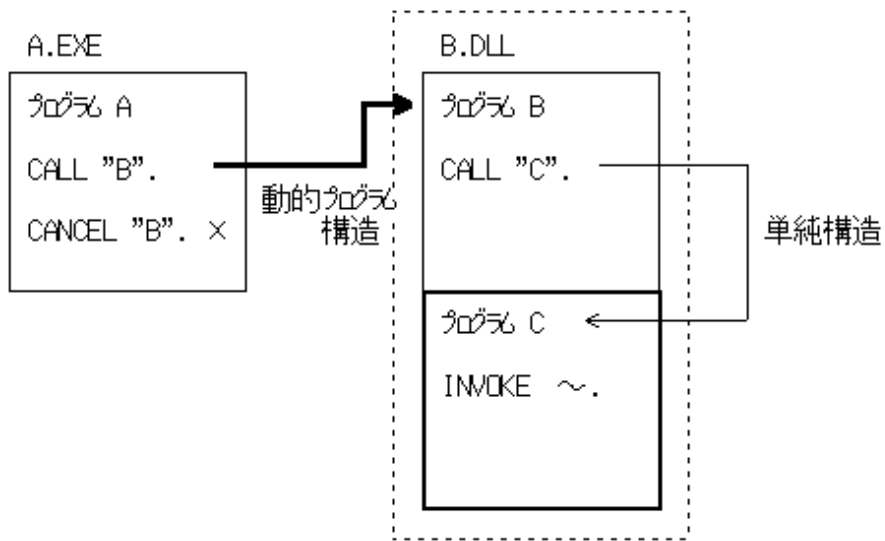 A.EXE
プログラム A
CALL ”B”.
CANCEL ”B”. ×
動的プログラム
構造
B.DLL
プログラム B
CALL ”C”.
単純構造
プログラム C
INVOKE ～.